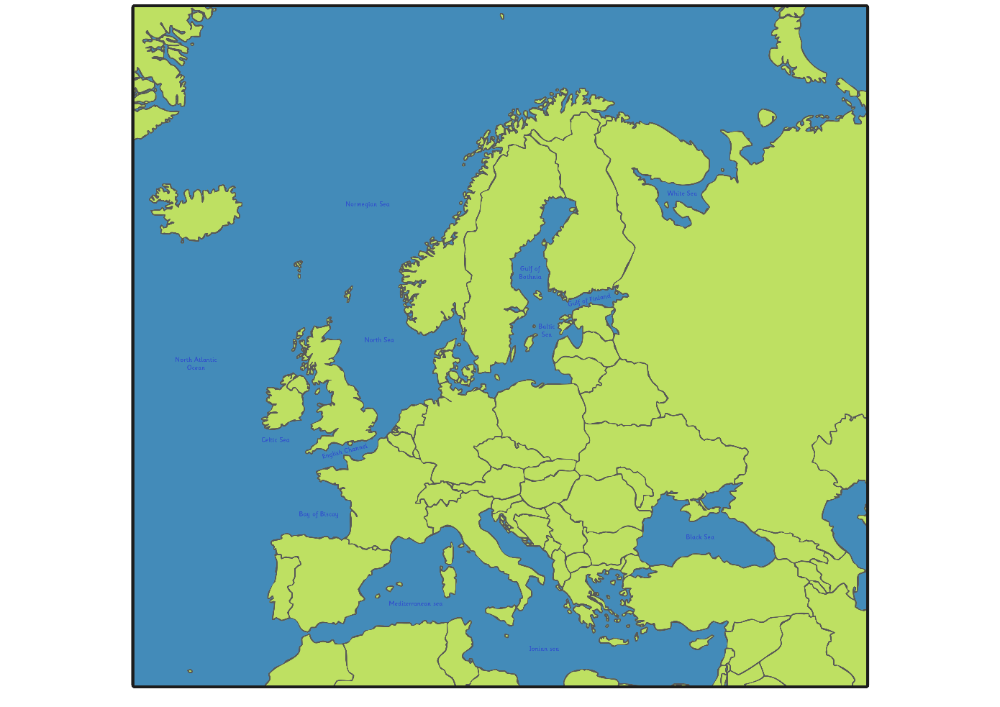 White Sea
Norwegian Sea
Gulf of
Bothnia
Gulf of Finland
Baltic
Sea
North Sea
North Atlantic
Ocean
Celtic Sea
English Channel
Bay of Biscay
Black Sea
Mediterranean sea
Ionian sea